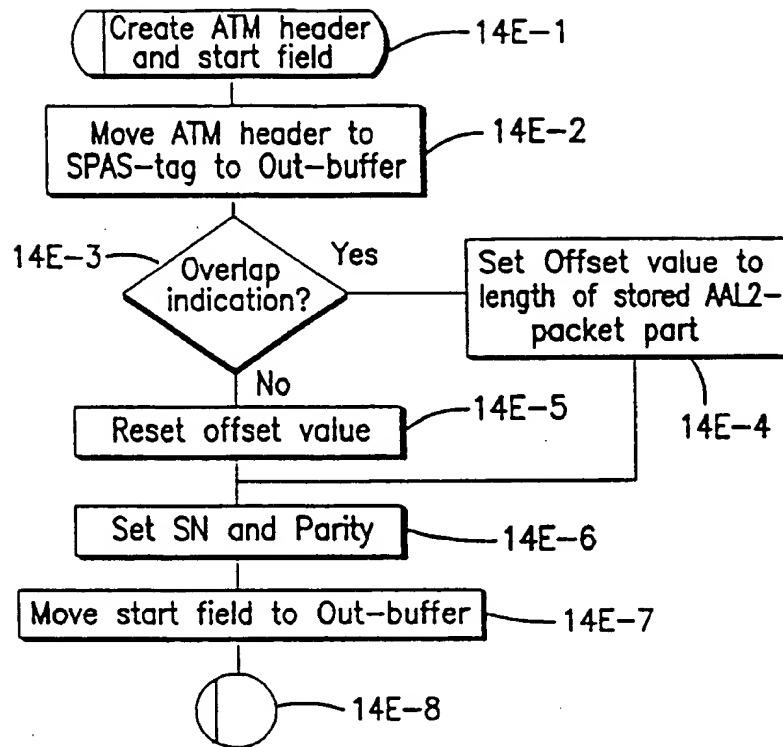 Create ATM header
and start field
14E-1
Move ATM header to
SPAS-tag to Out-buffer
14E-2
14E-3
Overlap
indication?
Yes
Set Offset value to
length of stored AAL2-
packet part
14E-4
No
Reset offset value
14E-5
Set SN and Parity
14E-6
Move start field to Out-buffer
14E-7
14E-8